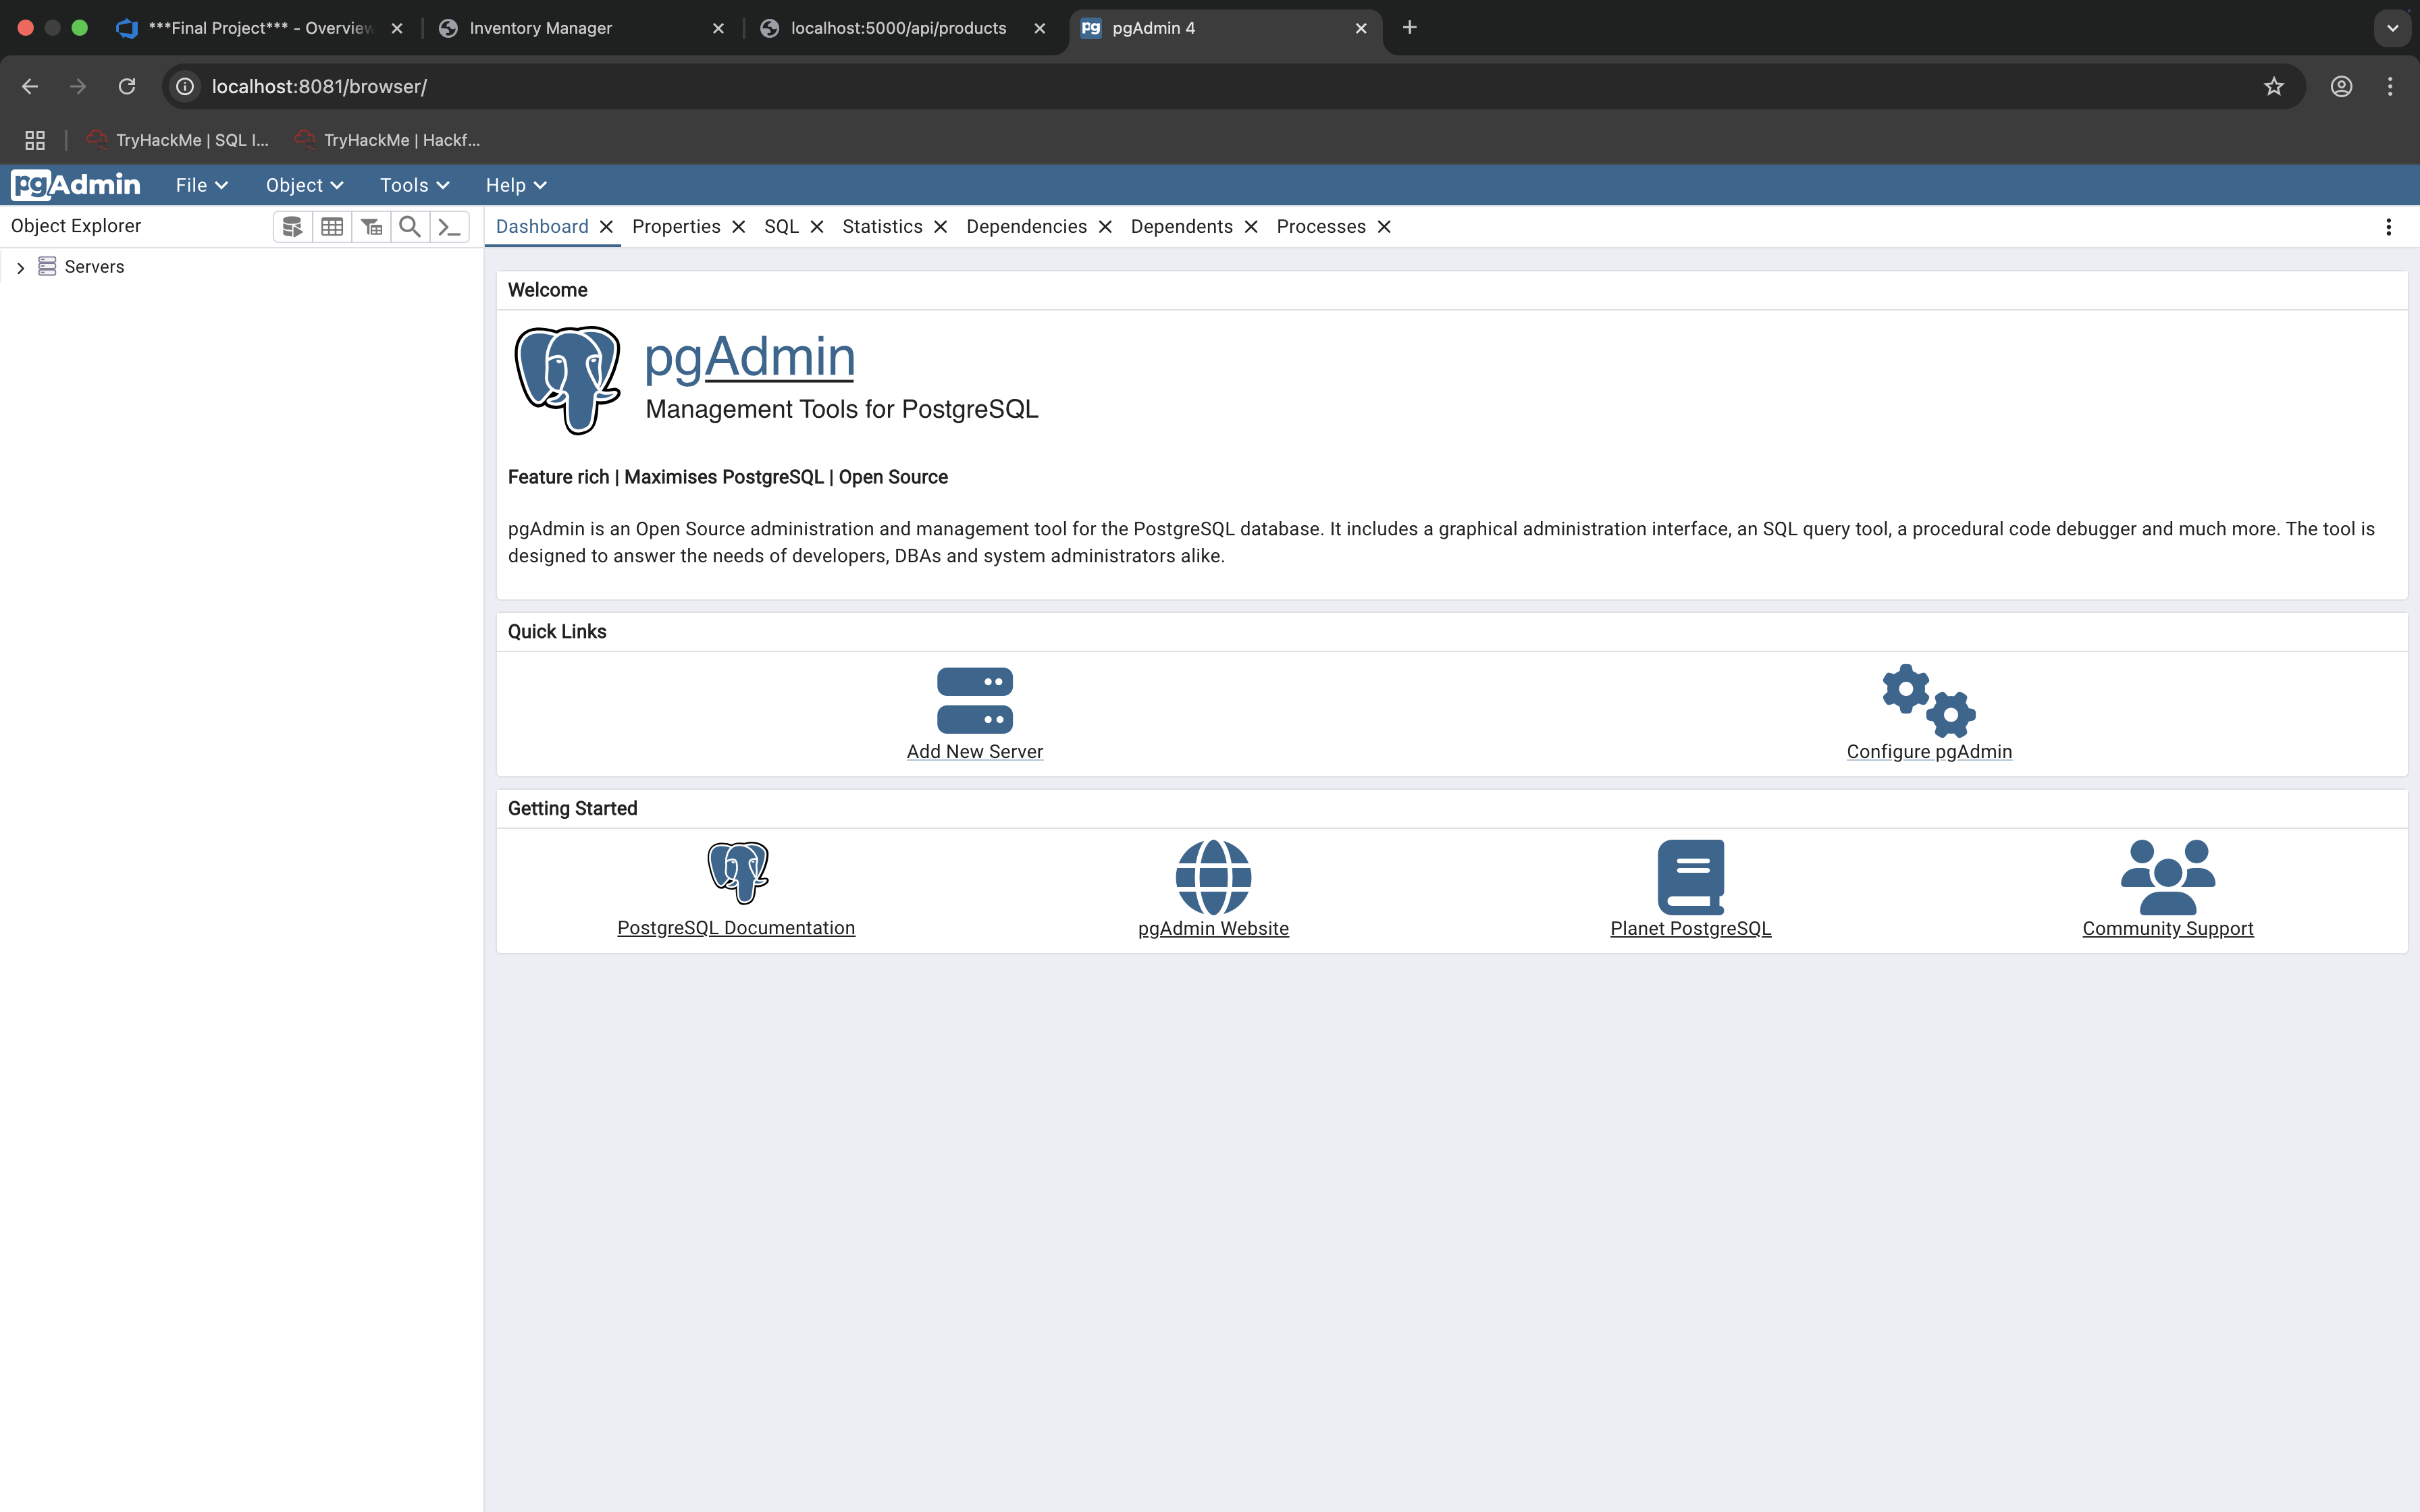 ***Final Project*** - Overview
Inventory Manager
localhost:5000/api/products
pgAdmin 4
localhost:8081/browser/
TryHackMe | SQL I...
TryHackMe | Hackf...
pgAdmin File Object Tools Help
Object Explorer
Dashboard Properties SQL Statistics Dependencies Dependents Processes
Servers
Welcome
pgAdmin
Management Tools for PostgreSQL
Feature rich | Maximises PostgreSQL | Open Source
pgAdmin is an Open Source administration and management tool for the PostgreSQL database. It includes a graphical administration interface, an SQL query tool, a procedural code debugger and much more. The tool is
designed to answer the needs of developers, DBAs and system administrators alike.
Quick Links
Add New Server
Configure pgAdmin
Getting Started
PostgreSQL Documentation
pgAdmin Website
Planet PostgreSQL
Community Support